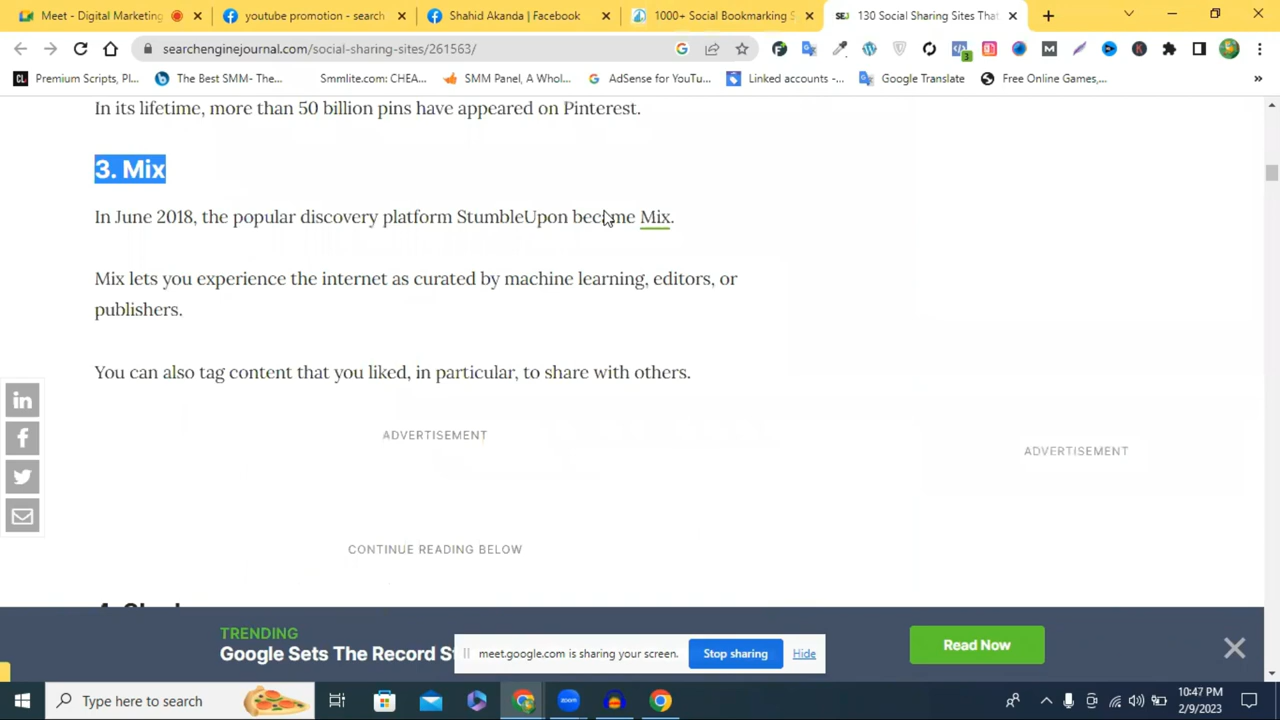 Meet - Digital Marketing
youtube promotion - search
Shahid Akanda | Facebook
1000+ Social Bookmarking S
SEJ 130 Social Sharing Sites That
searchenginejournal.com/social-sharing-sites/261563/
CL Premium Scripts, Pl...
The Best SMM- The...
Smmlite.com: CHEA...
SMM Panel, A Whol...
AdSense for YouTu...
Linked accounts -...
Google Translate
Free Online Games,...
In its lifetime, more than 50 billion pins have appeared on Pinterest.
3. Mix
In June 2018, the popular discovery platform StumbleUpon became Mix.
Mix lets you experience the internet as curated by machine learning, editors, or
publishers.
You can also tag content that you liked, in particular, to share with others.
ADVERTISEMENT
ADVERTISEMENT
CONTINUE READING BELOW
TRENDING
Google Sets The Record
Read Now
meet.google.com is sharing your screen.
Stop sharing
Hide
Type here to search
zoom
10:47 PM
2/9/2023